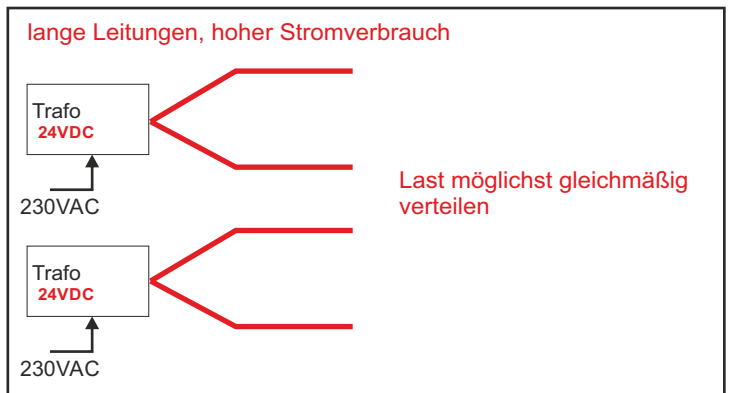 lange Leitungen, hoher Stromverbrauch
Trafo
24VDC
230VAC
Last möglichst gleichmäßig
verteilen
Trafo
24VDC
230VAC